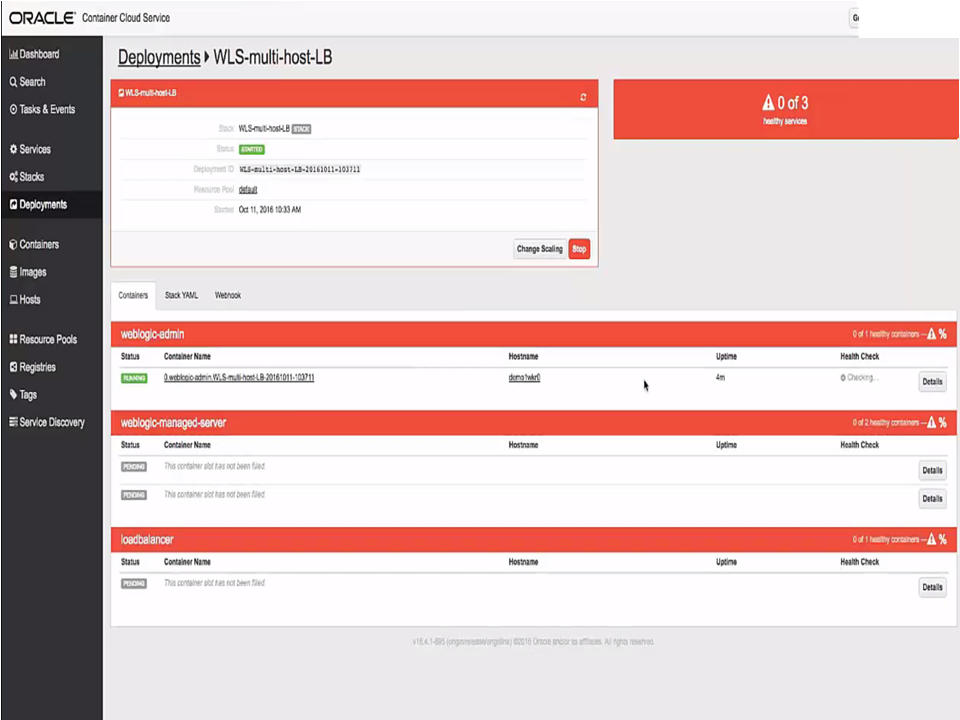 ORACLE® Container Cloud Service
Dashboard
Search
Tasks & Events
Services
Stacks
Deployments
Containers
Images
Hosts
Resource Pools
Registries
Tags
Service Discovery
Deployments WLS-multi-host-LB
WLS-multi-host-LB
Stack WLS-multi-host-LB STACK
Status STARTED
Deployment ID WLS-multi-host-LB-20161011-103711
Resource Pool default
Started Oct 11, 2016 10:33 AM
Change Scaling Stop
0 of 3
healthy services
Containers Stack YAML Webhook
weblogic-admin 0 of 1 healthy containers — %
Status Container Name Hostname Uptime Health Check
RUNNING 0.weblogic-admin.WLS-multi-host-LB-20161011-103711 demo1wkr0 4m Checking... Details
weblogic-managed-server 0 of 2 healthy containers — %
Status Container Name Hostname Uptime Health Check
PENDING This container slot has not been filled Details
PENDING This container slot has not been filled Details
loadbalancer 0 of 1 healthy containers — %
Status Container Name Hostname Uptime Health Check
PENDING This container slot has not been filled Details
©2016 Oracle and/or its affiliates. All rights reserved.